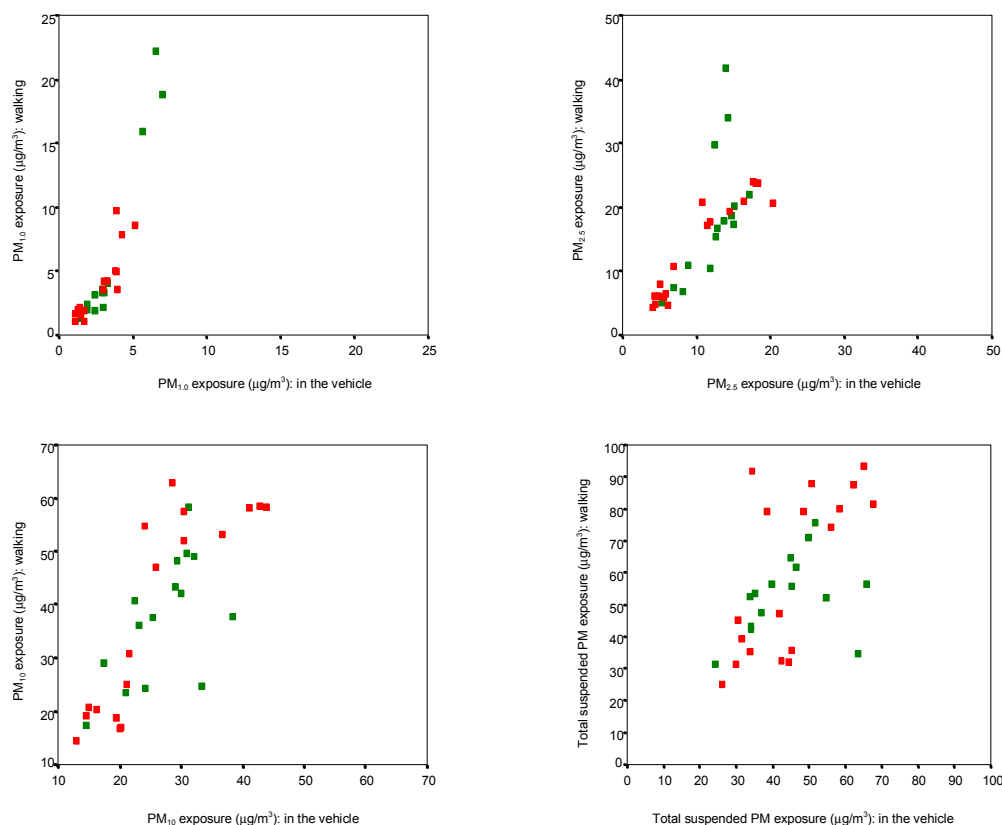 25
20
15
10
5
0
PM1.0 exposure (µg/m³): walking
0 5 10 15 20 25
PM1.0 exposure (µg/m³): in the vehicle
50
40
30
20
10
0
PM2.5 exposure (µg/m³): walking
0 10 20 30 40 50
PM2.5 exposure (µg/m³): in the vehicle
70
60
50
40
30
20
10
PM10 exposure (µg/m³): walking
10 20 30 40 50 60 70
PM10 exposure (µg/m³): in the vehicle
100
90
80
70
60
50
40
30
20
10
0
Total suspended PM exposure (µg/m³): walking
0 10 20 30 40 50 60 70 80 90 100
Total suspended PM exposure (µg/m³): in the vehicle